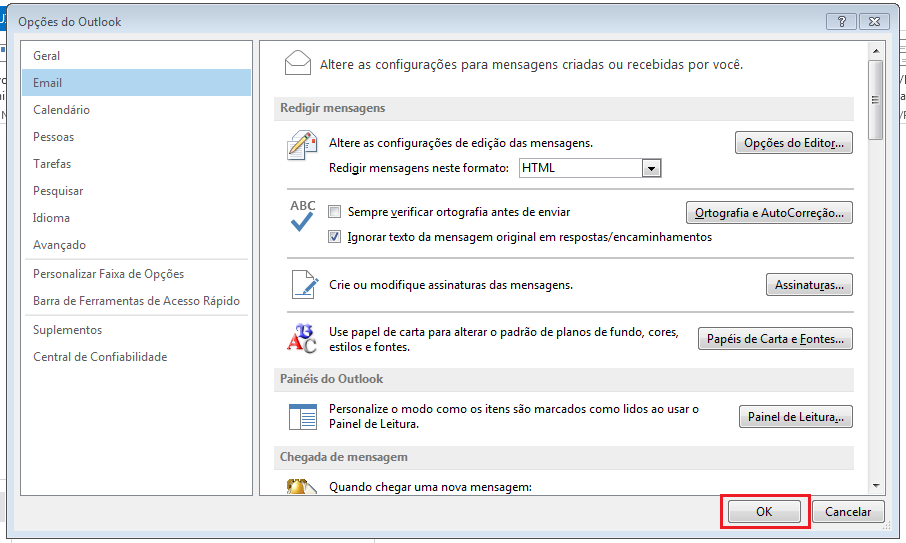 Opções do Outlook
Geral
Email
Calendário
Pessoas
Tarefas
Pesquisar
Idioma
Avançado
Personalizar Faixa de Opções
Barra de Ferramentas de Acesso Rápido
Suplementos
Central de Confiabilidade
Altere as configurações para mensagens criadas ou recebidas por você.
Redigir mensagens
Altere as configurações de edição das mensagens.
Opções do Editor...
Redigir mensagens neste formato: HTML
ABC
Sempre verificar ortografia antes de enviar
Ortografia e AutoCorreção...
Ignorar texto da mensagem original em respostas/encaminhamentos
Crie ou modifique assinaturas das mensagens.
Assinaturas...
Use papel de carta para alterar o padrão de planos de fundo, cores,
estilos e fontes.
Papéis de Carta e Fontes...
Painéis do Outlook
Personalize o modo como os itens são marcados como lidos ao usar o
Painel de Leitura.
Painel de Leitura...
Chegada de mensagem
Quando chegar uma nova mensagem:
OK
Cancelar